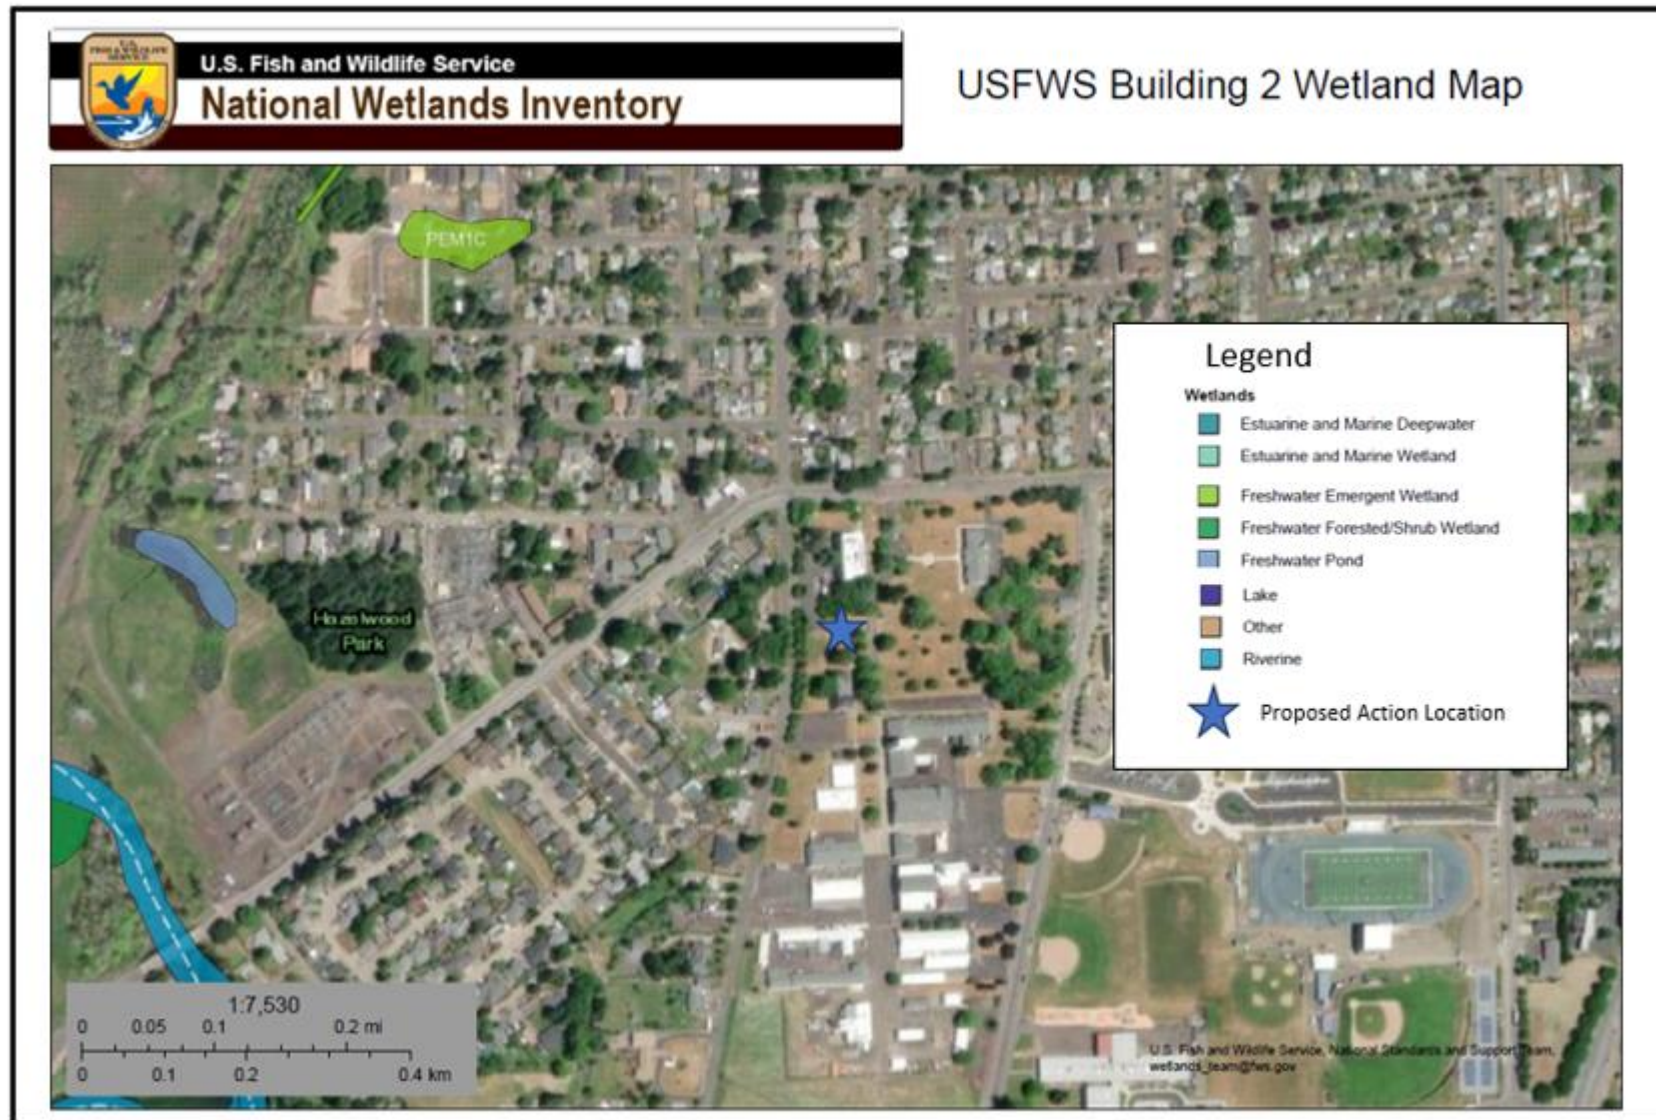 U.S.
FISH & WILDLIFE
SERVICE
U.S. Fish and Wildlife Service
National Wetlands Inventory
USFWS Building 2 Wetland Map
PEM1C
Legend
Wetlands
Estuarine and Marine Deepwater
Estuarine and Marine Wetland
Freshwater Emergent Wetland
Freshwater Forested/Shrub Wetland
Freshwater Pond
Lake
Other
Riverine
Proposed Action Location
Hazelwood
Park
1:7,530
0 0.05 0.1 0.2 mi
0 0.1 0.2 0.4 km
U.S. Fish and Wildlife Service, National Standards and Support Team,
wetlands_team@fws.gov